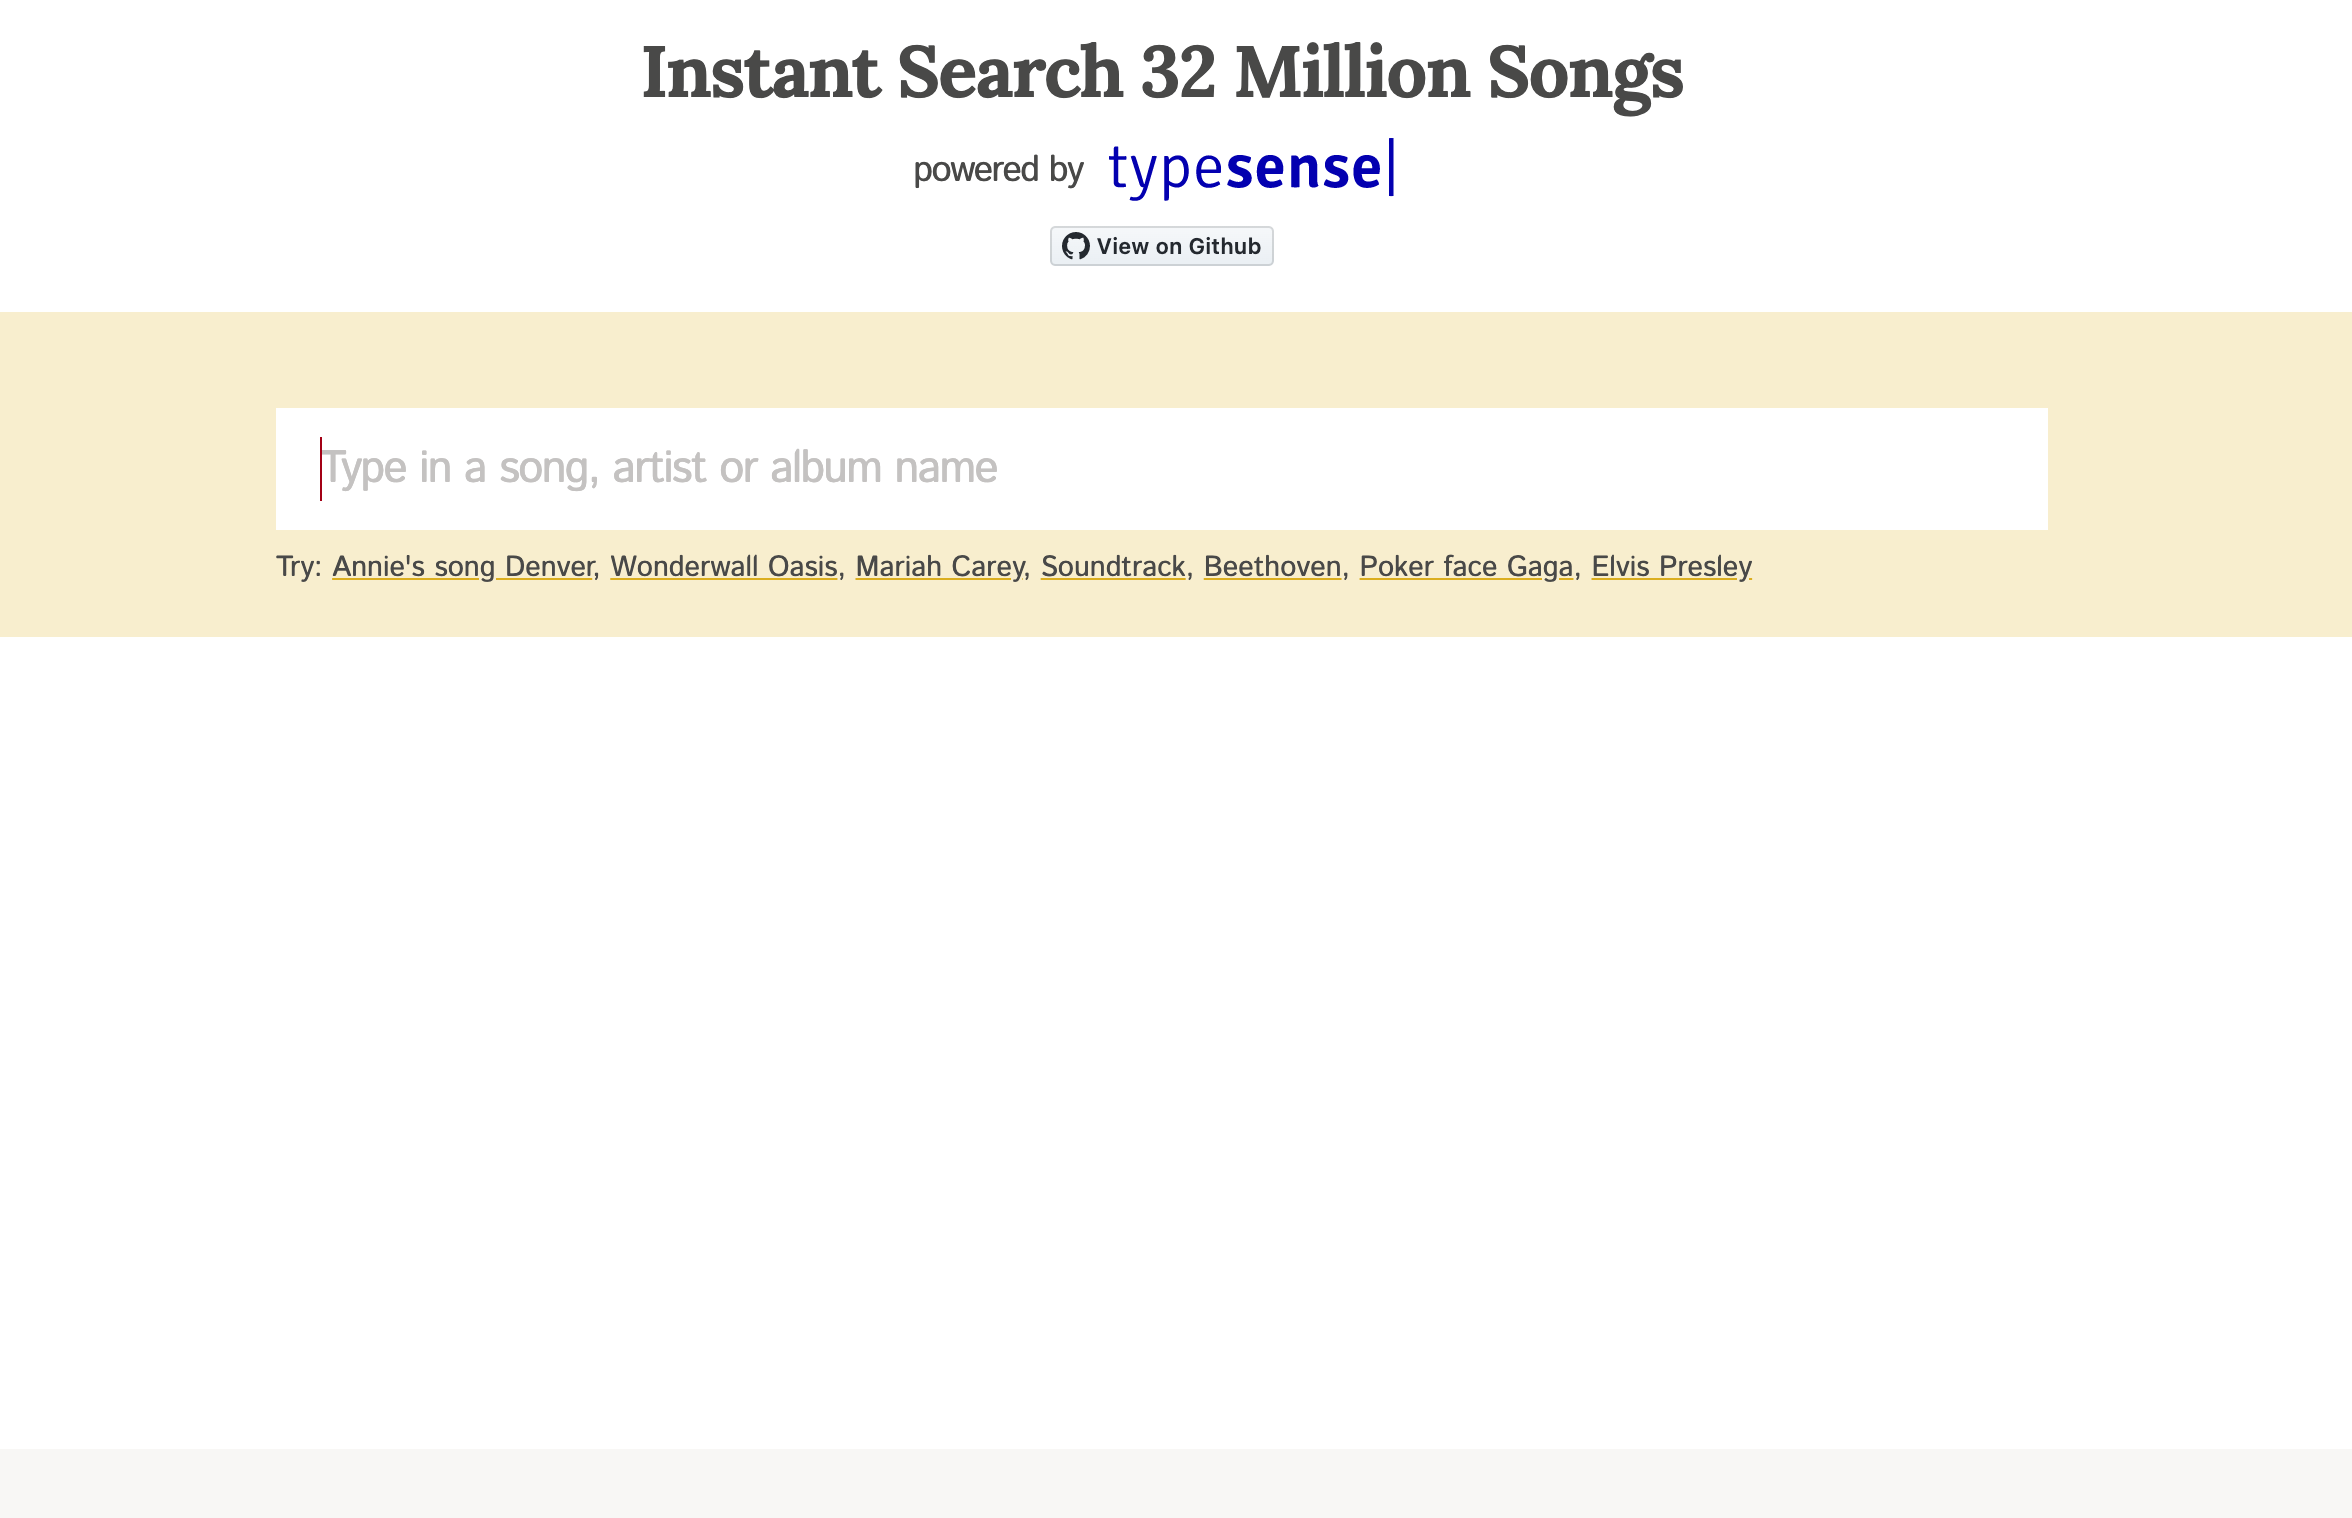 Instant Search 32 Million Songs
powered by typesense
View on Github
Type in a song, artist or album name
Try: Annie's song Denver, Wonderwall Oasis, Mariah Carey, Soundtrack, Beethoven, Poker face Gaga, Elvis Presley